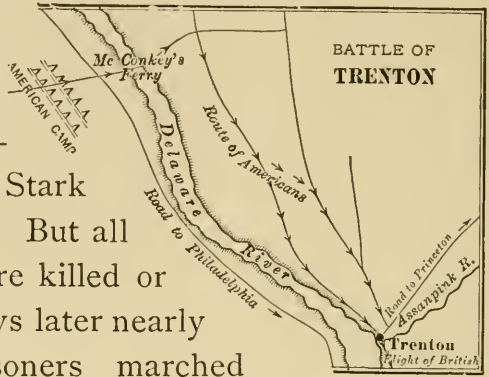 BATTLE OF
TRENTON
Mc Conkey's
Ferry
AMERICAN CAMP
Route of Americans
Delaware
River
Road to Philadelphia
Road to Princeton
Assanpink R.
Trenton
Flight of British
Stark
But all
re killed or
ys later nearly
soners marched